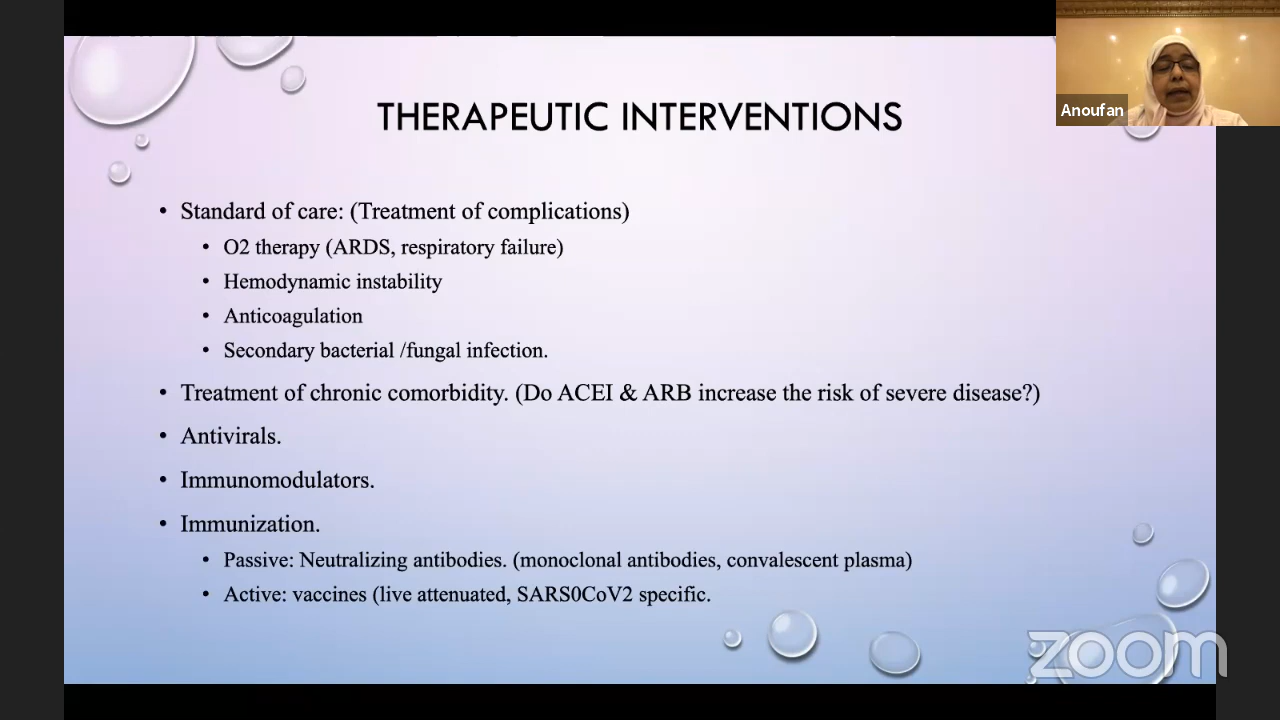 THERAPEUTIC INTERVENTIONS
Anoufan
• Standard of care: (Treatment of complications)
• O2 therapy (ARDS, respiratory failure)
• Hemodynamic instability
• Anticoagulation
• Secondary bacterial /fungal infection.
• Treatment of chronic comorbidity. (Do ACEI & ARB increase the risk of severe disease?)
• Antivirals.
• Immunomodulators.
• Immunization.
• Passive: Neutralizing antibodies. (monoclonal antibodies, convalescent plasma)
• Active: vaccines (live attenuated, SARS0CoV2 specific.
zoom